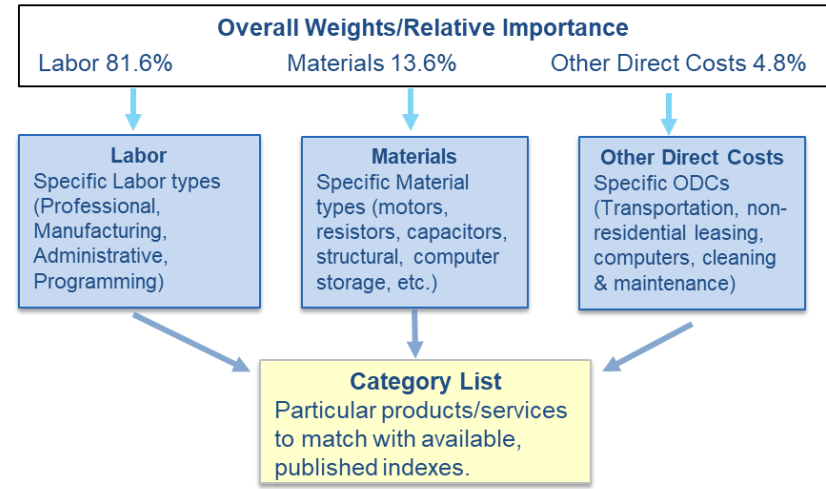 Overall Weights/Relative Importance
Labor 81.6% Materials 13.6% Other Direct Costs 4.8%
Labor
Specific Labor types
(Professional,
Manufacturing,
Administrative,
Programming)
Materials
Specific Material
types (motors,
resistors, capacitors,
structural, computer
storage, etc.)
Other Direct Costs
Specific ODCs
(Transportation, non-
residential leasing,
computers, cleaning
& maintenance)
Category List
Particular products/services
to match with available,
published indexes.